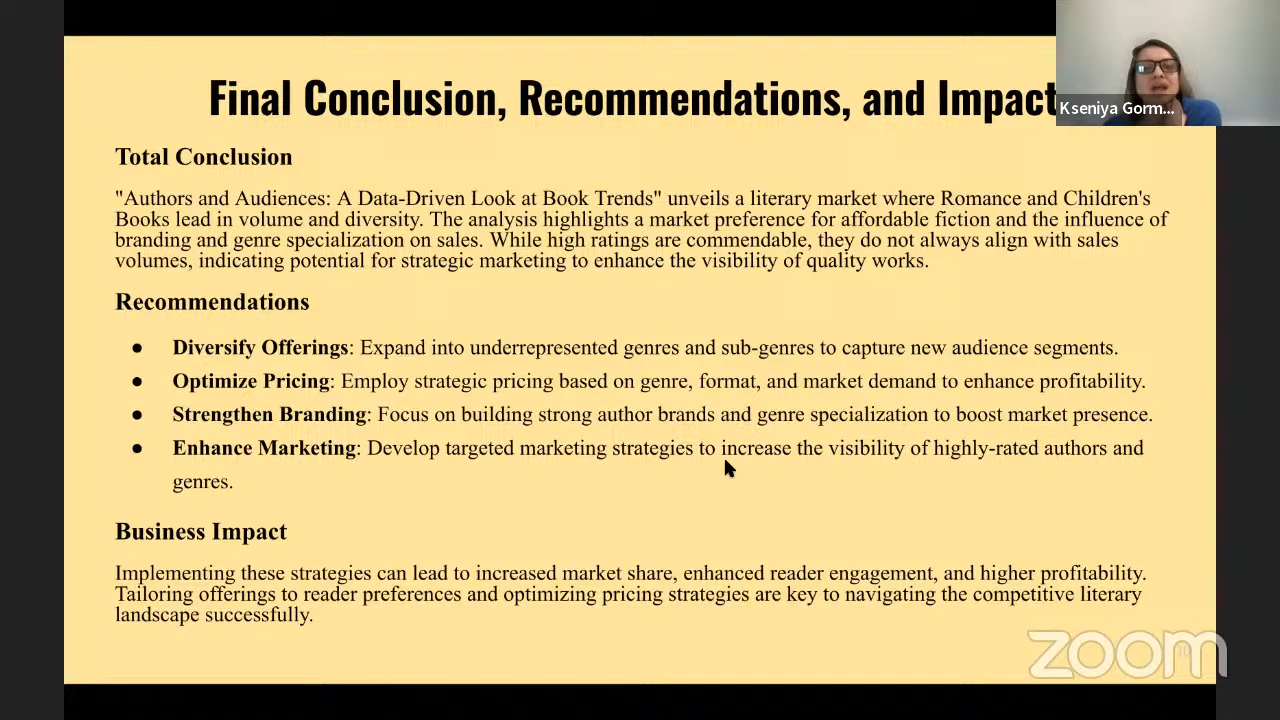 Final Conclusion, Recommendations, and Impact
Kseniya Gorm...
Total Conclusion
"Authors and Audiences: A Data-Driven Look at Book Trends" unveils a literary market where Romance and Children's
Books lead in volume and diversity. The analysis highlights a market preference for affordable fiction and the influence of
branding and genre specialization on sales. While high ratings are commendable, they do not always align with sales
volumes, indicating potential for strategic marketing to enhance the visibility of quality works.
Recommendations
● Diversify Offerings: Expand into underrepresented genres and sub-genres to capture new audience segments.
● Optimize Pricing: Employ strategic pricing based on genre, format, and market demand to enhance profitability.
● Strengthen Branding: Focus on building strong author brands and genre specialization to boost market presence.
● Enhance Marketing: Develop targeted marketing strategies to increase the visibility of highly-rated authors and
genres.
Business Impact
Implementing these strategies can lead to increased market share, enhanced reader engagement, and higher profitability.
Tailoring offerings to reader preferences and optimizing pricing strategies are key to navigating the competitive literary
landscape successfully.
zoom